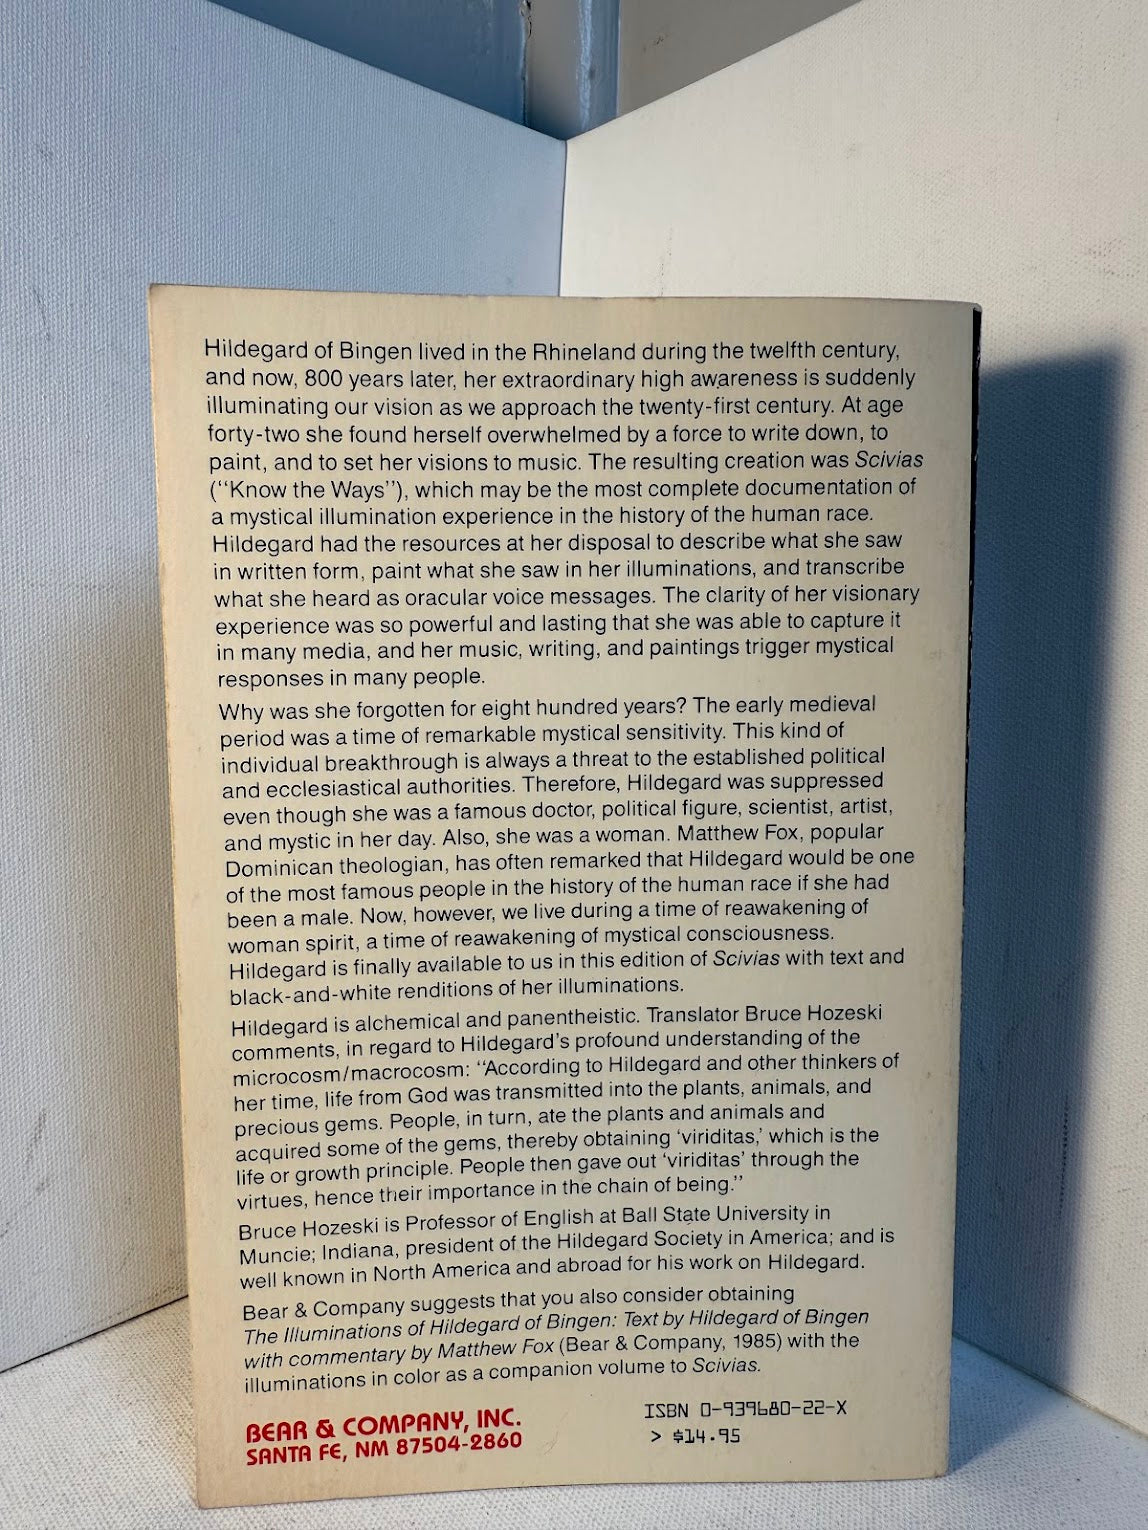 Hildegard of Bingen lived in the Rhineland during the twelfth century,
and now, 800 years later, her extraordinary high awareness is suddenly
illuminating our vision as we approach the twenty-first century. At age
forty-two she found herself overwhelmed by a force to write down, to
paint, and to set her visions to music. The resulting creation was Scivias
(“Know the Ways”), which may be the most complete documentation of
a mystical illumination experience in the history of the human race.
Hildegard had the resources at her disposal to describe what she saw
in written form, paint what she saw in her illuminations, and transcribe
what she heard as oracular voice messages. The clarity of her visionary
experience was so powerful and lasting that she was able to capture it
in many media, and her music, writing, and paintings trigger mystical
responses in many people.
Why was she forgotten for eight hundred years? The early medieval
period was a time of remarkable mystical sensitivity. This kind of
individual breakthrough is always a threat to the established political
and ecclesiastical authorities. Therefore, Hildegard was suppressed
even though she was a famous doctor, political figure, scientist, artist,
and mystic in her day. Also, she was a woman. Matthew Fox, popular
Dominican theologian, has often remarked that Hildegard would be one
of the most famous people in the history of the human race if she had
been a male. Now, however, we live during a time of reawakening of
woman spirit, a time of reawakening of mystical consciousness.
Hildegard is finally available to us in this edition of Scivias with text and
black-and-white renditions of her illuminations.
Hildegard is alchemical and panentheistic. Translator Bruce Hozeski
comments, in regard to Hildegard's profound understanding of the
microcosm/macrocosm: “According to Hildegard and other thinkers of
her time, life from God was transmitted into the plants, animals, and
precious gems. People, in turn, ate the plants and animals and
acquired some of the gems, thereby obtaining ‘viriditas,’ which is the
life or growth principle. People then gave out ‘viriditas’ through the
virtues, hence their importance in the chain of being.”
Bruce Hozeski is Professor of English at Ball State University in
Muncie; Indiana, president of the Hildegard Society in America; and is
well known in North America and abroad for his work on Hildegard.
Bear & Company suggests that you also consider obtaining
The Illuminations of Hildegard of Bingen: Text by Hildegard of Bingen
with commentary by Matthew Fox (Bear & Company, 1985) with the
illuminations in color as a companion volume to Scivias.
BEAR & COMPANY, INC.
SANTA FE, NM 87504-2860
ISBN 0-939680-22-X
> $14.95